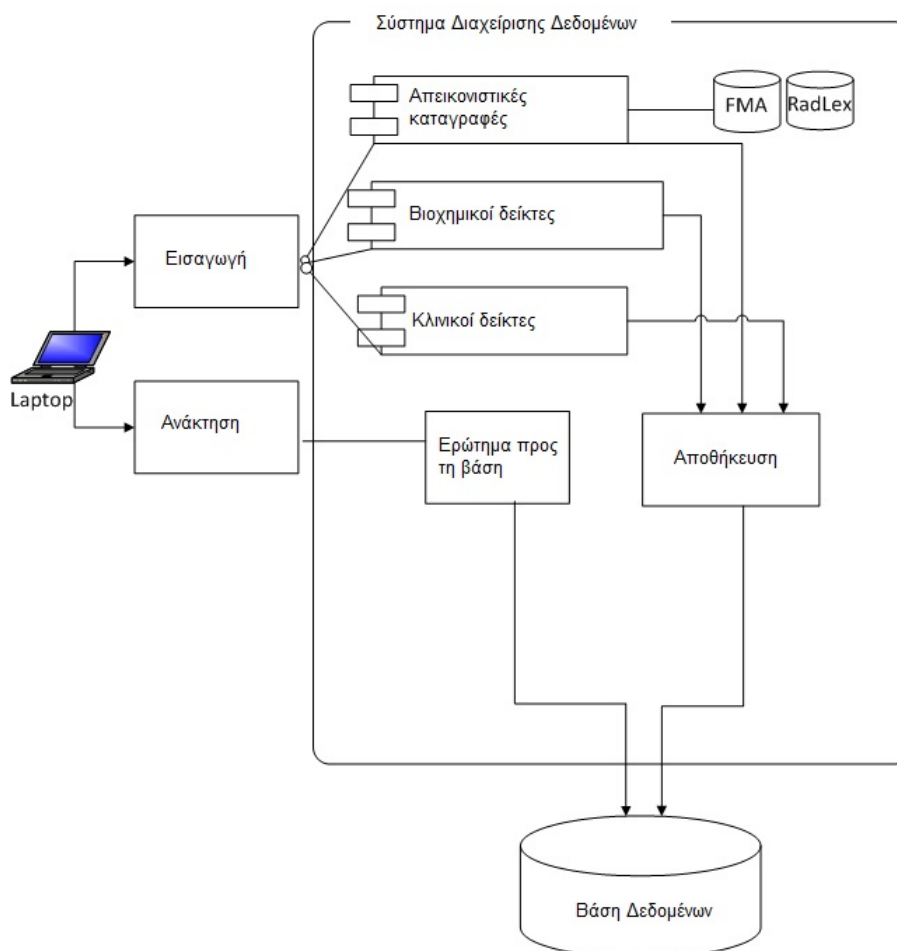 Σύστημα Διαχείρισης Δεδομένων
Απεικονιστικές
καταγραφές
FMA
RadLex
Βιοχημικοί δείκτες
Εισαγωγή
Κλινικοί δείκτες
Laptop
Ανάκτηση
Ερώτημα προς
τη βάση
Αποθήκευση
Βάση Δεδομένων